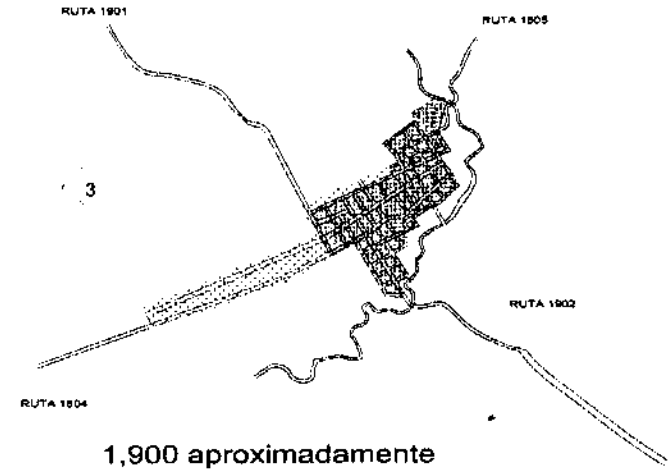 RUTA 1901
RUTA 1805
3
RUTA 1902
RUTA 1804
1,900 aproximadamente